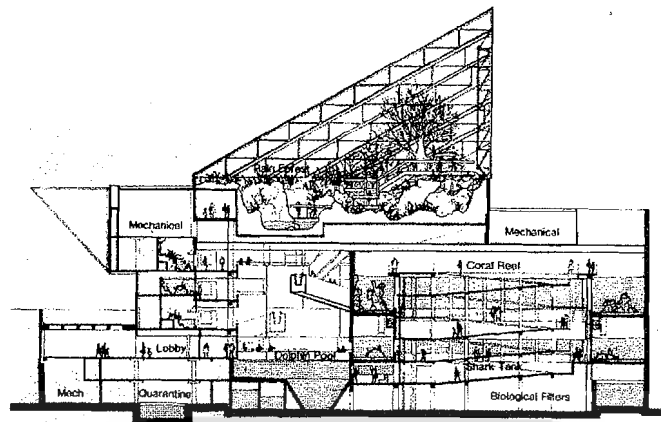 Rain Forest
Mechanical
Mechanical
Coral Reef
Lobby
Dolphin Pool
Shark Tank
Mech
Quarantine
Biological Filters